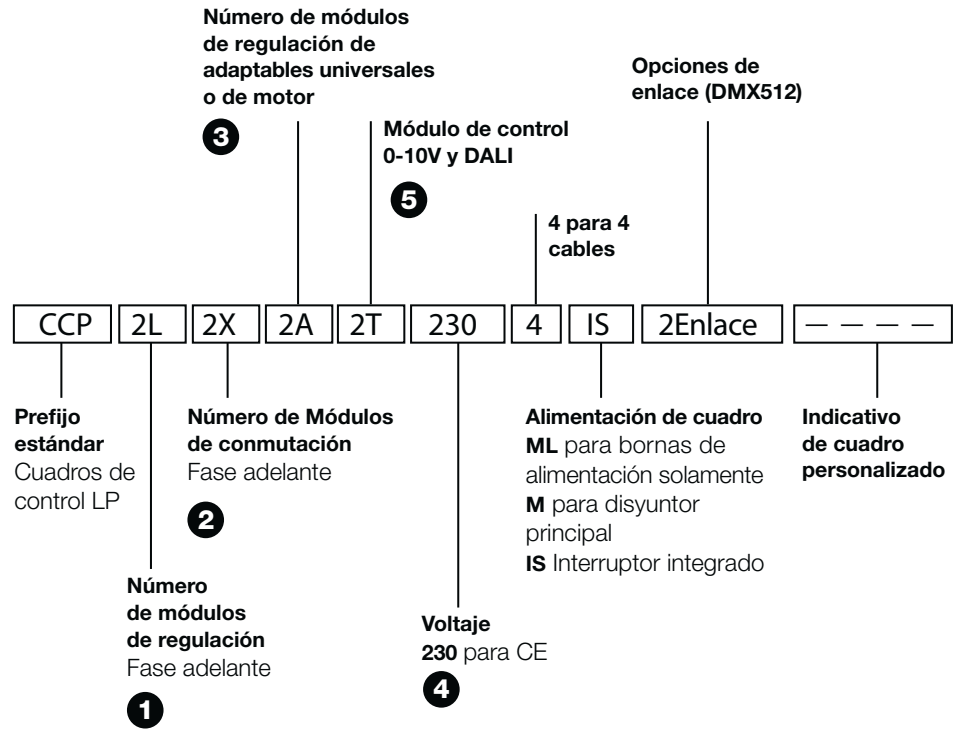 Número de módulos
de regulación de
adaptables universales
o de motor
3
Módulo de control
0-10V y DALI
5
4 para 4
cables
Opciones de
enlace (DMX512)
CCP 2L 2X 2A 2T 230 4 IS 2Enlace — — — —
Prefijo
estándar
Cuadros de
control LP
Número
de módulos
de regulación
Fase adelante
1
Número de Módulos
de conmutación
Fase adelante
2
Voltaje
230 para CE
4
Alimentación de cuadro
ML para bornas de
alimentación solamente
M para disyuntor
principal
IS Interruptor integrado
Indicativo
de cuadro
personalizado